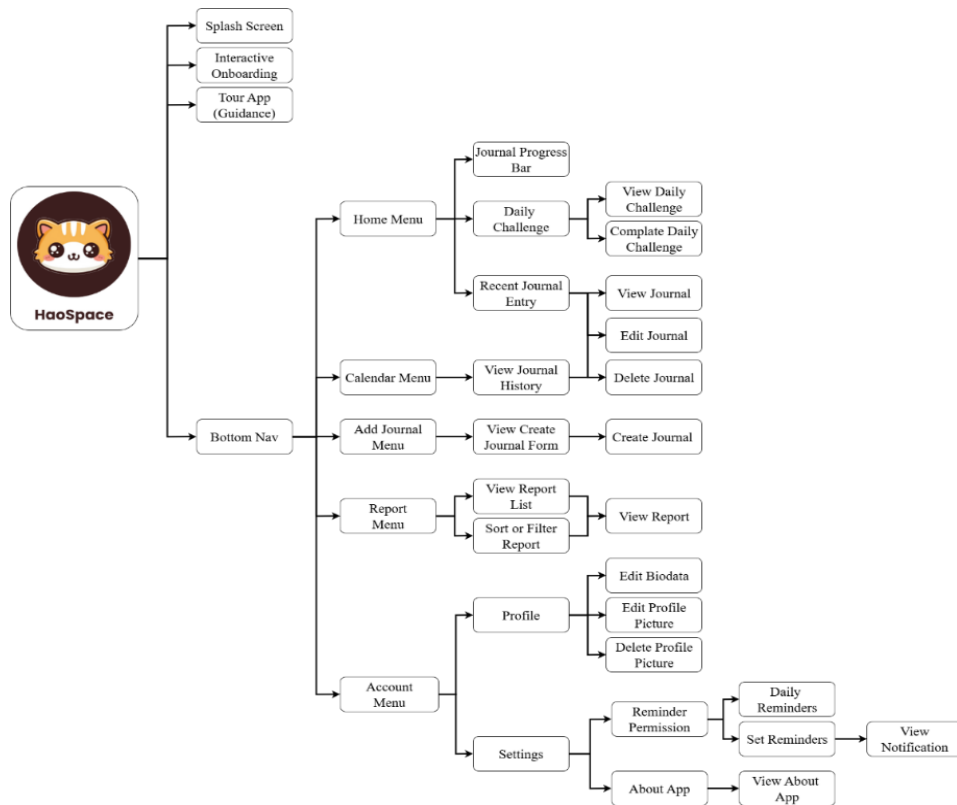 Splash Screen
Interactive
Onboarding
Tour App
(Guidance)
HaoSpace
Bottom Nav
Home Menu
Journal Progress
Bar
Daily
Challenge
View Daily
Challenge
Complate Daily
Challenge
Recent Journal
Entry
View Journal
Edit Journal
Delete Journal
Calendar Menu
View Journal
History
Add Journal
Menu
View Create
Journal Form
Create Journal
Report
Menu
View Report
List
Sort or Filter
Report
View Report
Account
Menu
Profile
Edit Biodata
Edit Profile
Picture
Delete Profile
Picture
Settings
Reminder
Permission
Daily
Reminders
Set Reminders
View
Notification
About App
View About
App